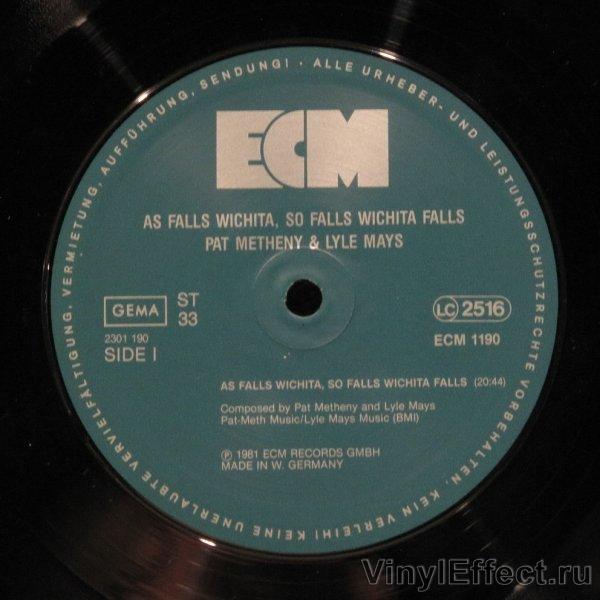 ECM
AS FALLS WICHITA, SO FALLS WICHITA FALLS
PAT METHENY & LYLE MAYS
GEMA
ST
33
LC 2516
2301 190
SIDE I
ECM 1190
AS FALLS WICHITA, SO FALLS WICHITA FALLS (20:44)
Composed by Pat Metheny and Lyle Mays
Pat-Meth Music/Lyle Mays Music (BMI)
℗ 1981 ECM RECORDS GMBH
MADE IN W. GERMANY
ALLE URHEBER- UND LEISTUNGSSCHUTZRECHTE VORBEHALTEN. KEIN VERLEIH! KEINE UNERLAUBTE VERVIELFÄLTIGUNG, VERMIETUNG, AUFFÜHRUNG, SENDUNG! ·
VinylEffect.ru